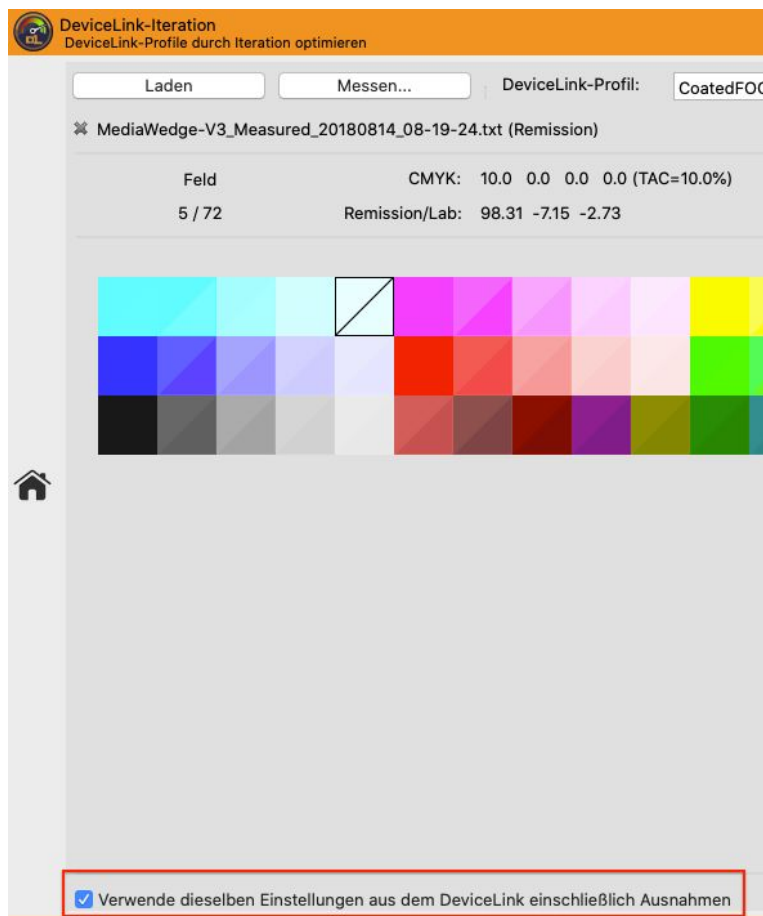 DeviceLink-Iteration
DeviceLink-Profile durch Iteration optimieren
Laden Messen... DeviceLink-Profil: CoatedFOG
MediaWedge-V3_Measured_20180814_08-19-24.txt (Remission)
Feld CMYK: 10.0 0.0 0.0 0.0 (TAC=10.0%)
5 / 72 Remission/Lab: 98.31 -7.15 -2.73
Verwende dieselben Einstellungen aus dem DeviceLink einschließlich Ausnahmen